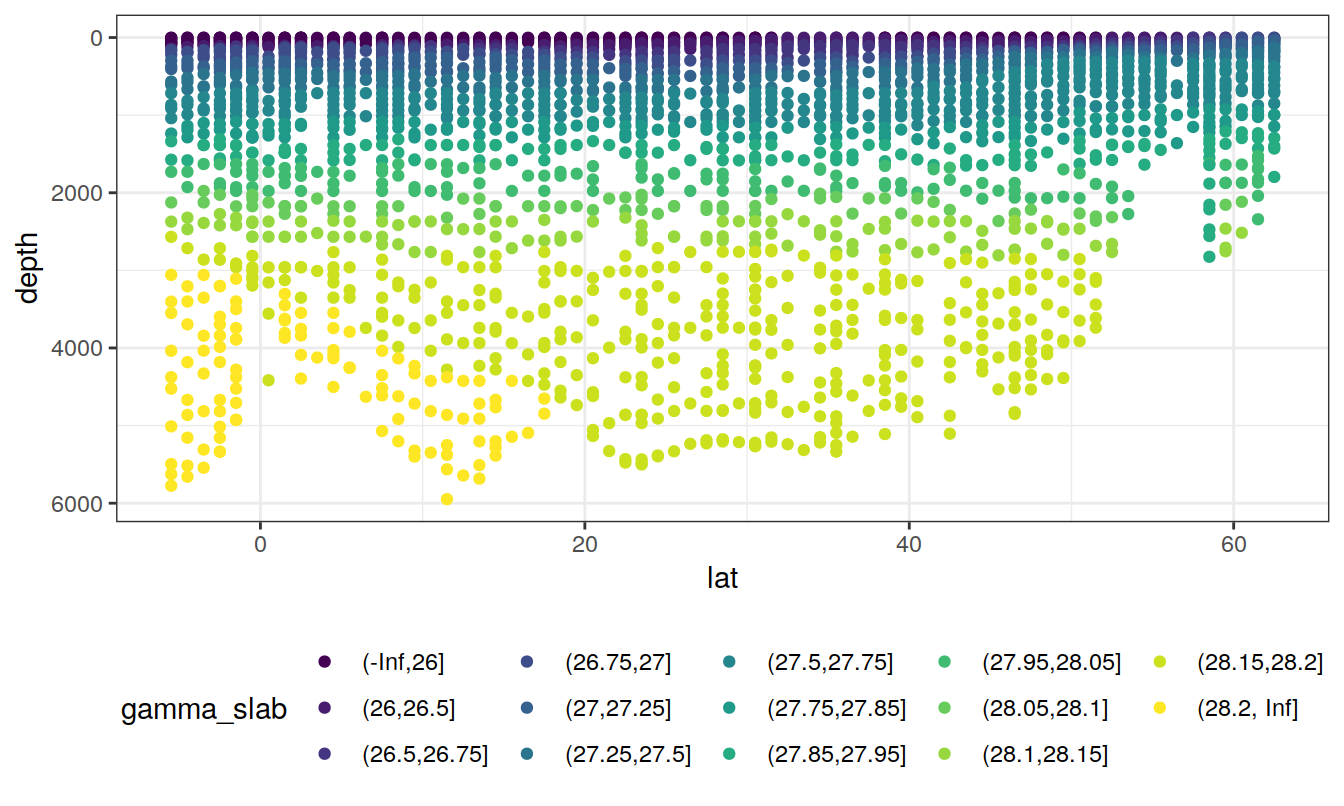 0
2000
4000
6000
depth
0 20 40 60
lat
gamma_slab
(-Inf,26] (26.75,27] (27.5,27.75] (27.95,28.05] (28.15,28.2]
(26,26.5] (27,27.25] (27.75,27.85] (28.05,28.1] (28.2, Inf]
(26.5,26.75] (27.25,27.5] (27.85,27.95] (28.1,28.15]